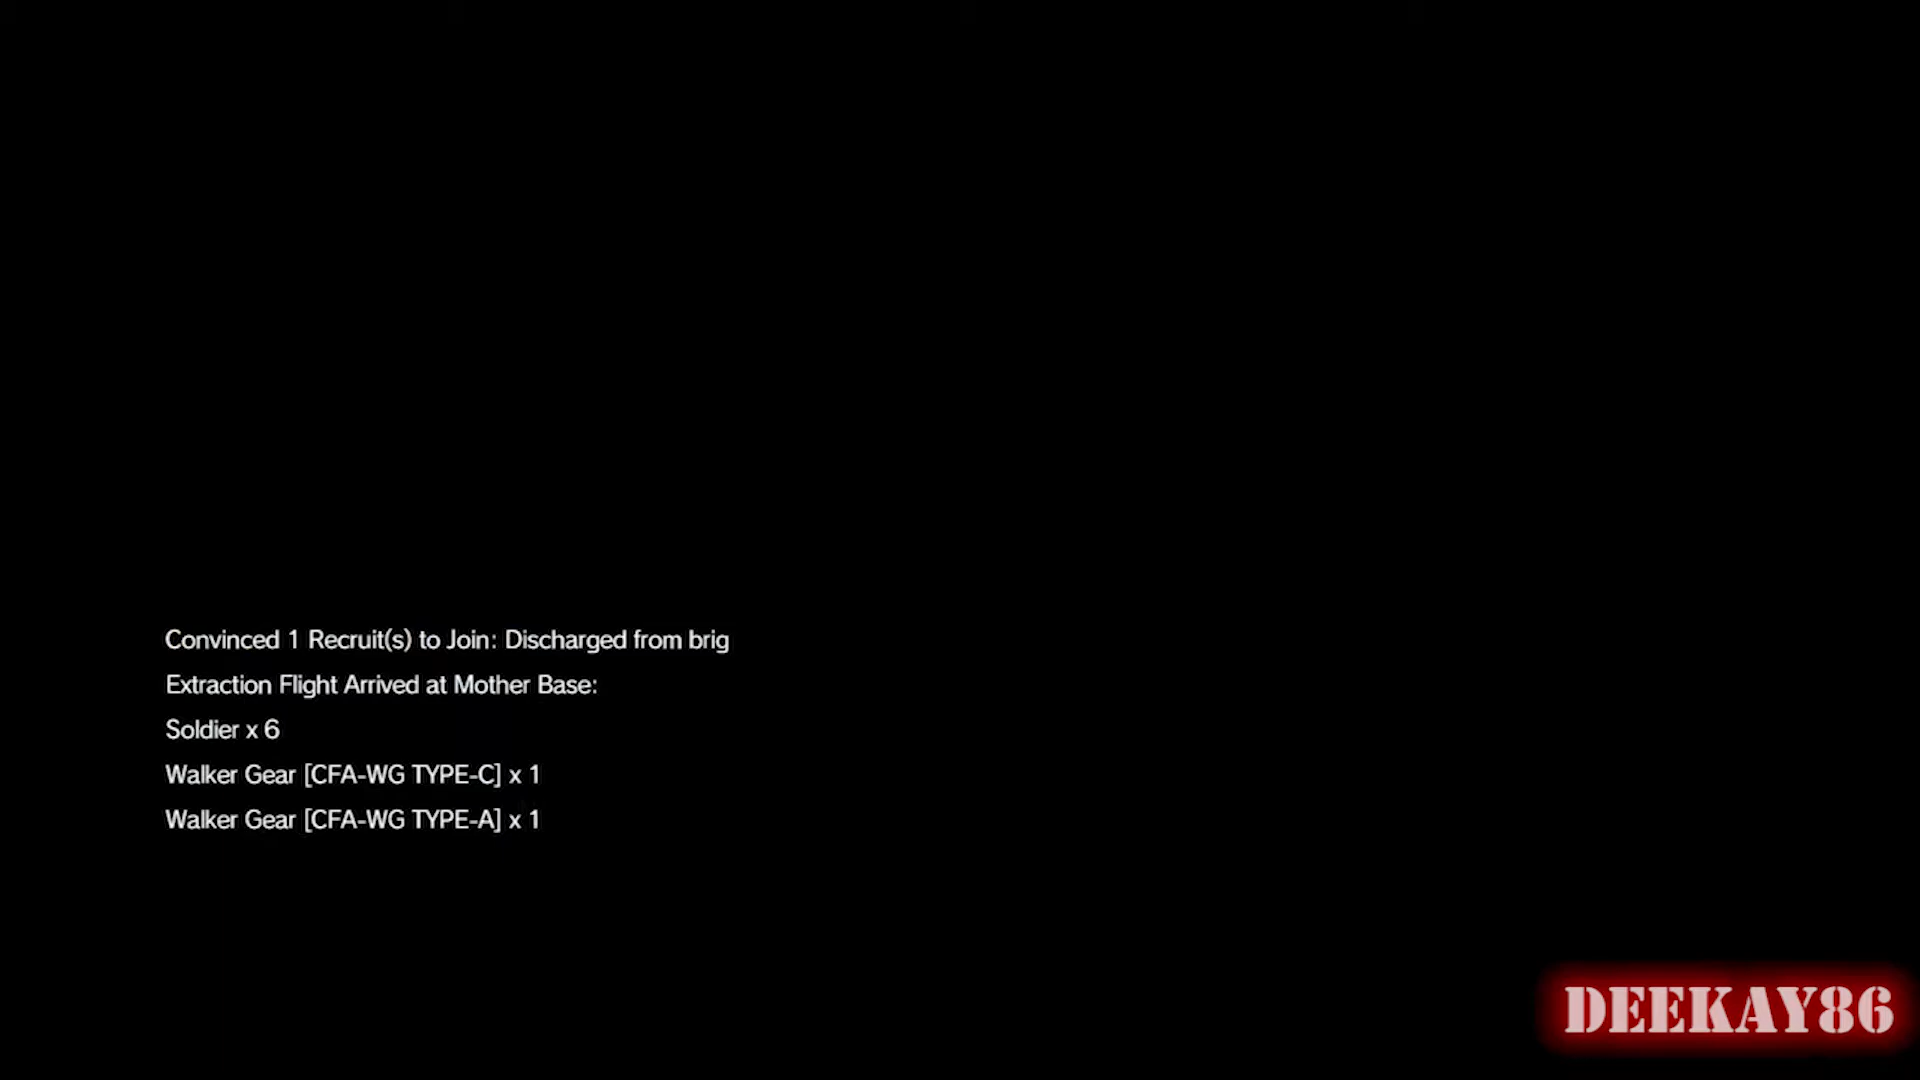 Convinced 1 Recruit(s) to Join: Discharged from brig
Extraction Flight Arrived at Mother Base:
Soldier x 6
Walker Gear [CFA-WG TYPE-C] x 1
Walker Gear [CFA-WG TYPE-A] x 1
DEEKAY86